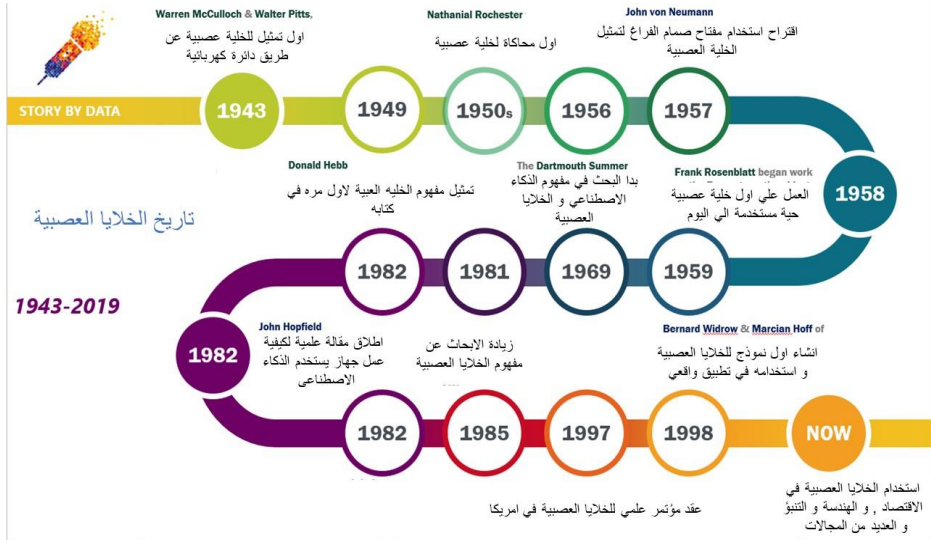 Warren McCulloch & Walter Pitts,
اول تمثيل للخلية عصبية عن
طريق دائرة كهربائية
Nathanial Rochester
اول محاكاة لخلية عصبية
John von Neumann
اقتراح استخدام مفتاح صمام الفراغ لتمثيل
الخلية العصبية
STORY BY DATA
1943
1949
1950s
1956
1957
1958
Donald Hebb
تمثيل مفهوم الخليه العبية لاول مره في
كتابه
The Dartmouth Summer
بدا البحث في مفهوم الذكاء
الاصطناعي و الخلايا
العصبية
Frank Rosenblatt began work
العمل علي اول خلية عصبية
حية مستخدمة الي اليوم
تاريخ الخلايا العصبية
1943-2019
1982
1981
1969
1959
1982
John Hopfield
اطلاق مقالة علمية لكيفية
عمل جهاز يستخدم الذكاء
الاصطناعى
زيادة الابحاث عن
مفهوم الخلايا العصبية
Bernard Widrow & Marcian Hoff of
انشاء اول نموذج للخلايا العصبية
و استخدامه في تطبيق واقعي
1982
1985
1997
1998
NOW
عقد مؤتمر علمي للخلايا العصبية في امريكا
استخدام الخلايا العصبية في
الاقتصاد , و الهندسة و التنبؤ
و العديد من المجالات